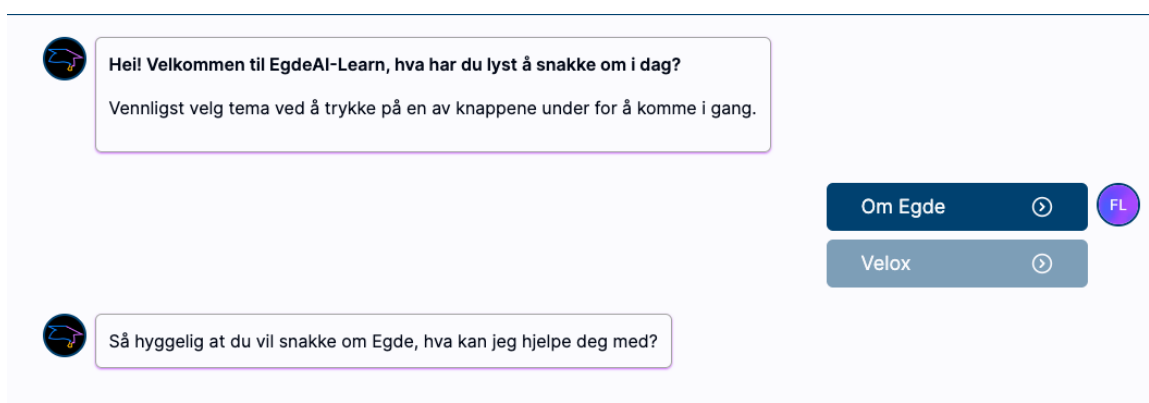 Hei! Velkommen til EgdeAI-Learn, hva har du lyst å snakke om i dag?
Vennligst velg tema ved å trykke på en av knappene under for å komme i gang.
Om Egde
FL
Velox
Så hyggelig at du vil snakke om Egde, hva kan jeg hjelpe deg med?